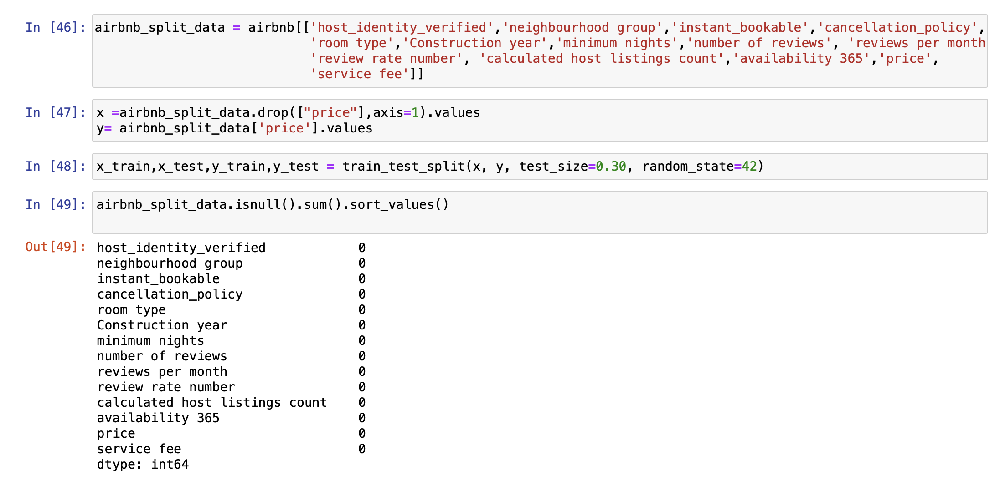 In [46]: airbnb_split_data = airbnb[['host_identity_verified','neighbourhood group','instant_bookable','cancellation_policy',
'room type','Construction year','minimum nights','number of reviews', 'reviews per month
'review rate number', 'calculated host listings count','availability 365','price',
'service fee']]
In [47]: x =airbnb_split_data.drop(["price"],axis=1).values
y= airbnb_split_data['price'].values
In [48]: x_train,x_test,y_train,y_test = train_test_split(x, y, test_size=0.30, random_state=42)
In [49]: airbnb_split_data.isnull().sum().sort_values()
Out[49]: host_identity_verified 0
neighbourhood group 0
instant_bookable 0
cancellation_policy 0
room type 0
Construction year 0
minimum nights 0
number of reviews 0
reviews per month 0
review rate number 0
calculated host listings count 0
availability 365 0
price 0
service fee 0
dtype: int64